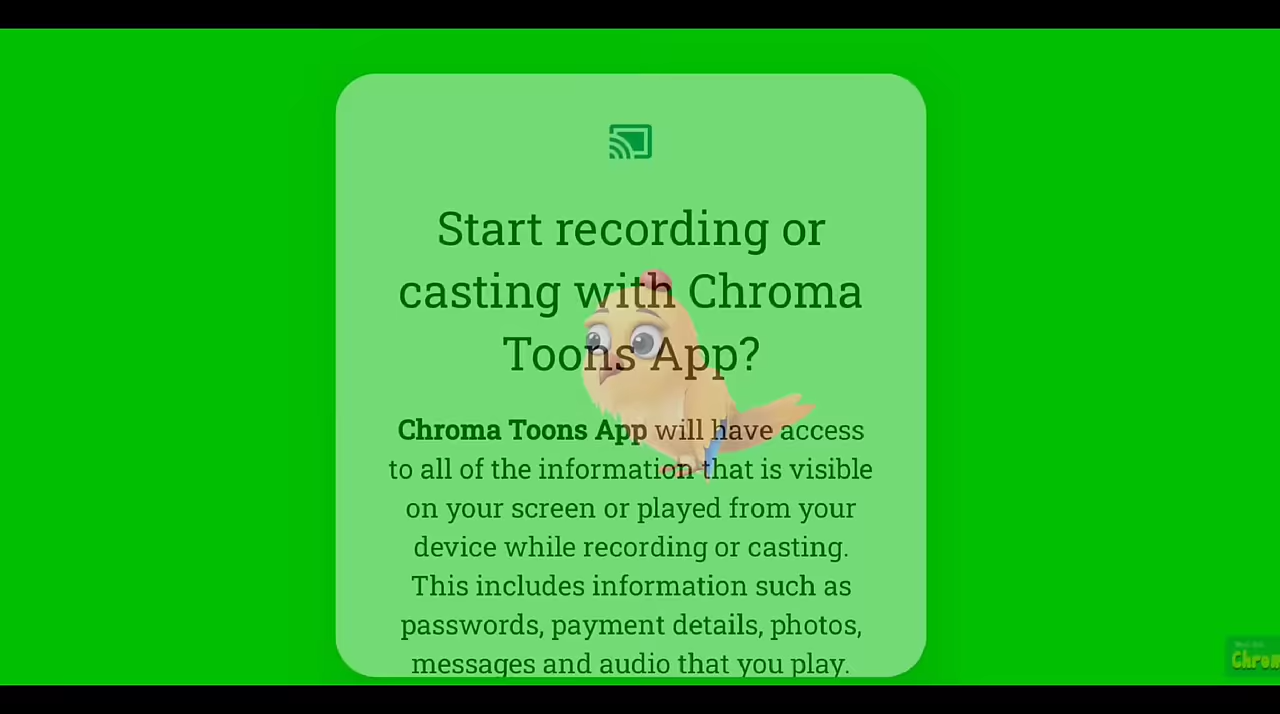 Start recording or
casting with Chroma
Toons App?
Chroma Toons App will have access
to all of the information that is visible
on your screen or played from your
device while recording or casting.
This includes information such as
passwords, payment details, photos,
messages and audio that you play.